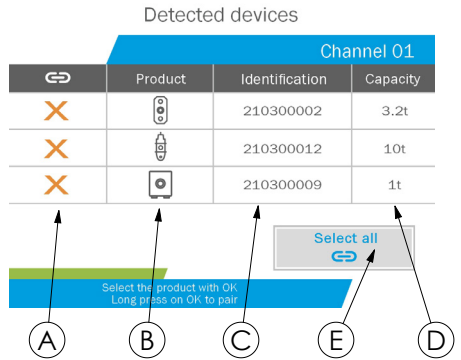 Detected devices
Channel 01
Product Identification Capacity
210300002 3.2t
210300012 10t
210300009 1t
Select all
Select the product with OK
Long press on OK to pair
A B C E D